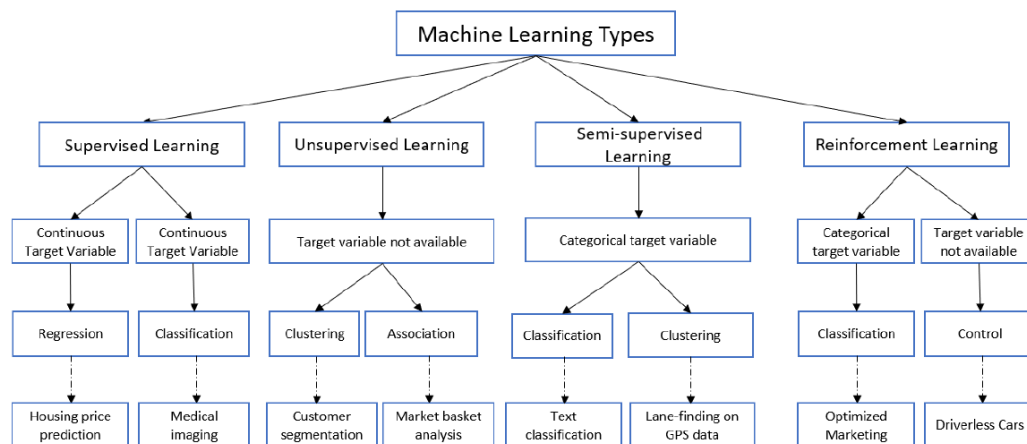 Machine Learning Types
Supervised Learning
Unsupervised Learning
Semi-supervised
Learning
Reinforcement Learning
Continuous
Target Variable
Continuous
Target Variable
Target variable not available
Categorical target variable
Categorical
target variable
Target variable
not available
Regression
Classification
Clustering
Association
Classification
Clustering
Classification
Control
Housing price
prediction
Medical
imaging
Customer
segmentation
Market basket
analysis
Text
classification
Lane-finding on
GPS data
Optimized
Marketing
Driverless Cars